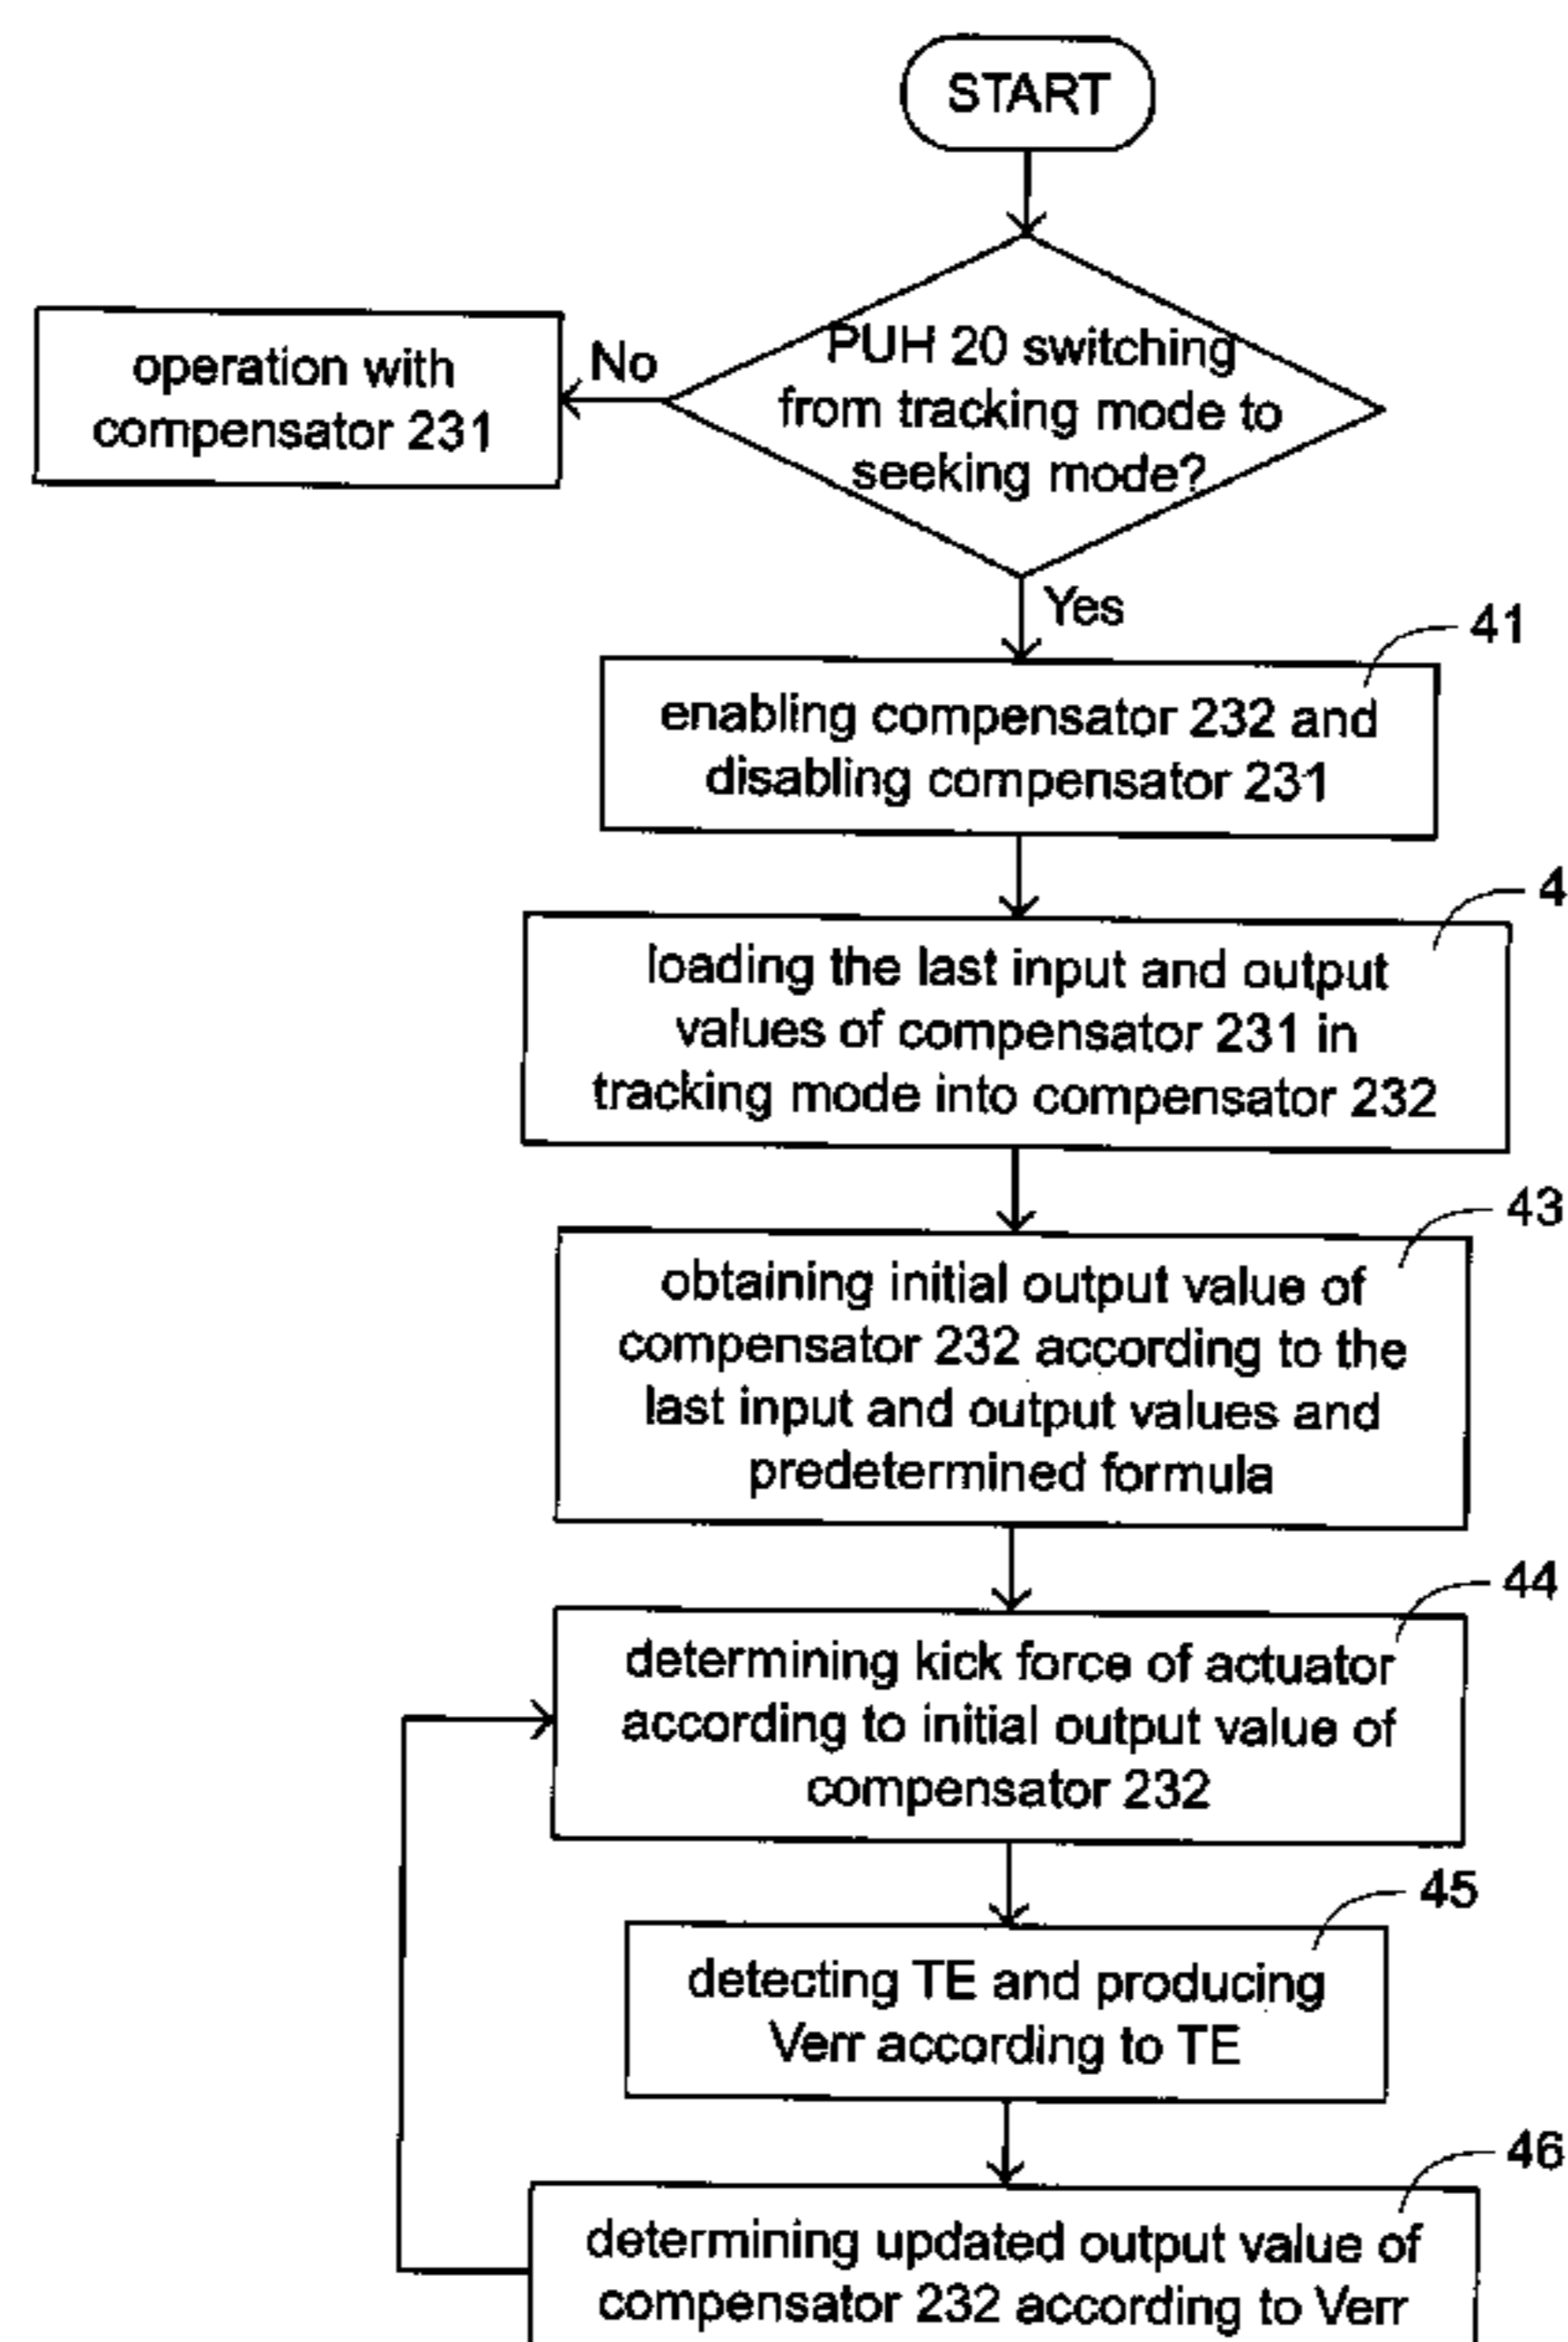 START
PUH 20 switching
from tracking mode to
seeking mode?
No
operation with
compensator 231
Yes
41
enabling compensator 232 and
disabling compensator 231
4
loading the last input and output
values of compensator 231 in
tracking mode into compensator 232
43
obtaining initial output value of
compensator 232 according to the
last input and output values and
predetermined formula
44
determining kick force of actuator
according to initial output value of
compensator 232
45
detecting TE and producing
Verr according to TE
46
determining updated output value of
compensator 232 according to Verr